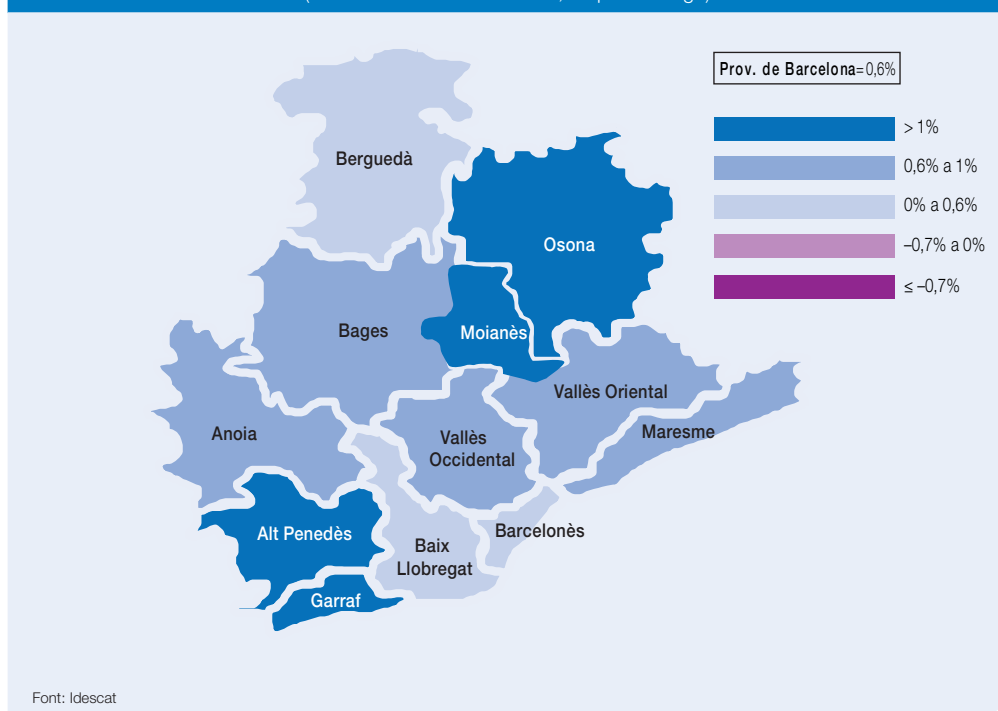 Prov. de Barcelona=0,6%
> 1%
0,6% a 1%
0% a 0,6%
–0,7% a 0%
≤ –0,7%
Berguedà
Osona
Bages
Moianès
Vallès Oriental
Maresme
Anoia
Vallès
Occidental
Alt Penedès
Baix
Llobregat
Barcelonès
Garraf
Font: Idescat